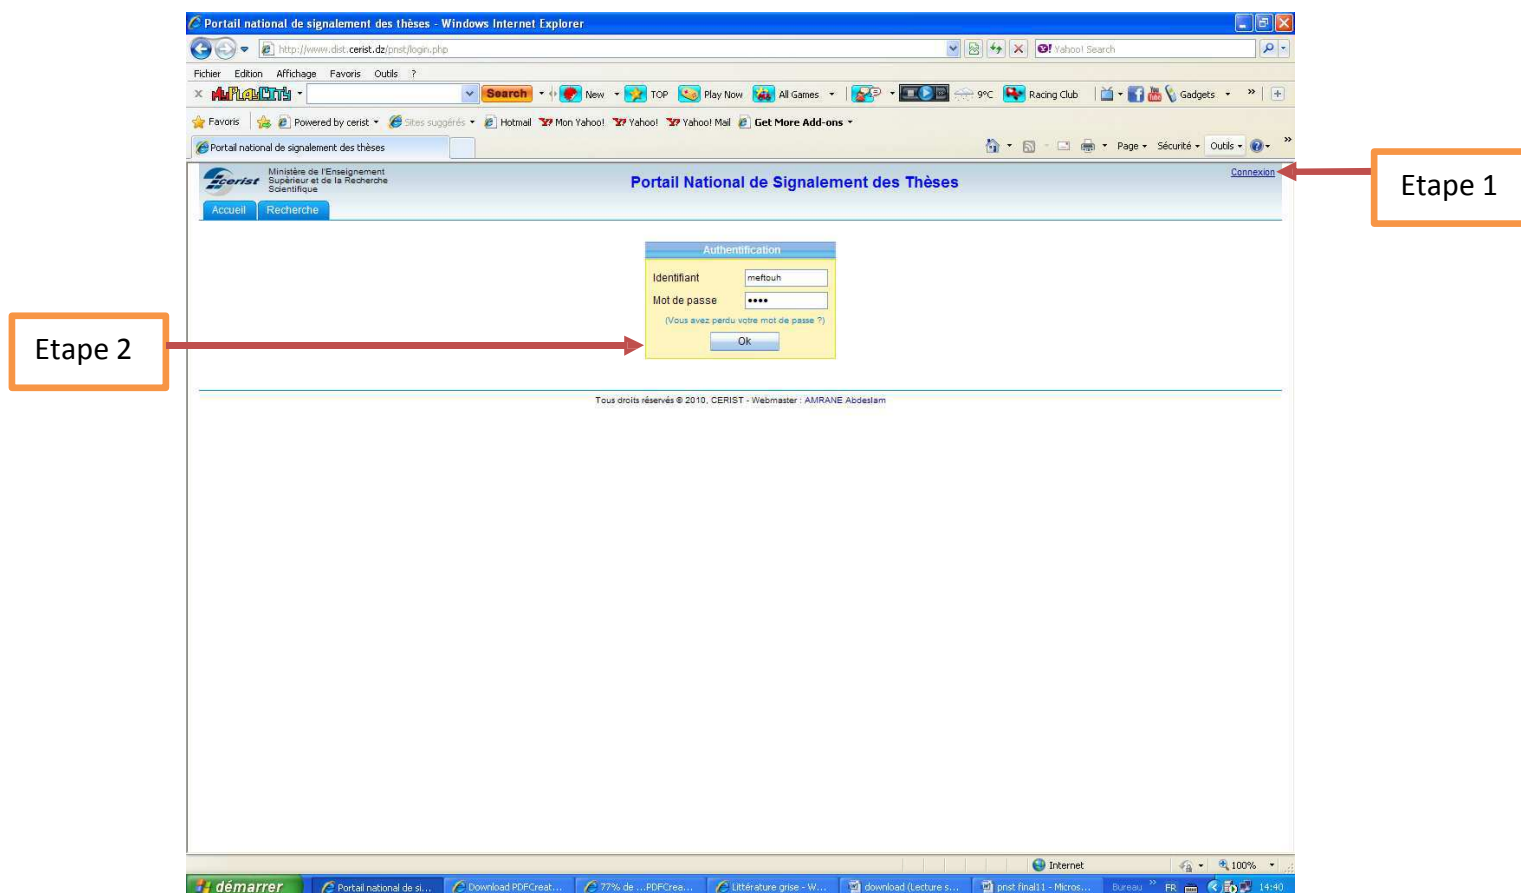 Portail national de signalement des thèses - Windows Internet Explorer
http://www.dist.cerist.dz/pnst/login.php
Yahoo! Search
Fichier Edition Affichage Favoris Outils ?
x MyPlayCity Search New TOP Play Now All Games 9°C Racing Club Gadgets »
Favoris Powered by cerist Sites suggérés Hotmail Mon Yahoo! Yahoo! Yahoo! Mail Get More Add-ons
Portail national de signalement des thèses Page Sécurité Outils »
cerist
Ministère de l'Enseignement
Supérieur et de la Recherche
Scientifique
Portail National de Signalement des Thèses
Connexion
Etape 1
Accueil Recherche
Authentification
Identifiant meftouh
Mot de passe ••••
(Vous avez perdu votre mot de passe ?)
Ok
Etape 2
Tous droits réservés © 2010, CERIST - Webmaster : AMRANE Abdeslam
Internet 100%
démarrer Portail national de si... Download PDFCreat... 77% de ...PDFCrea... Littérature grise - W... download (Lecture s... pnst final11 - Micros... Bureau » FR 14:40